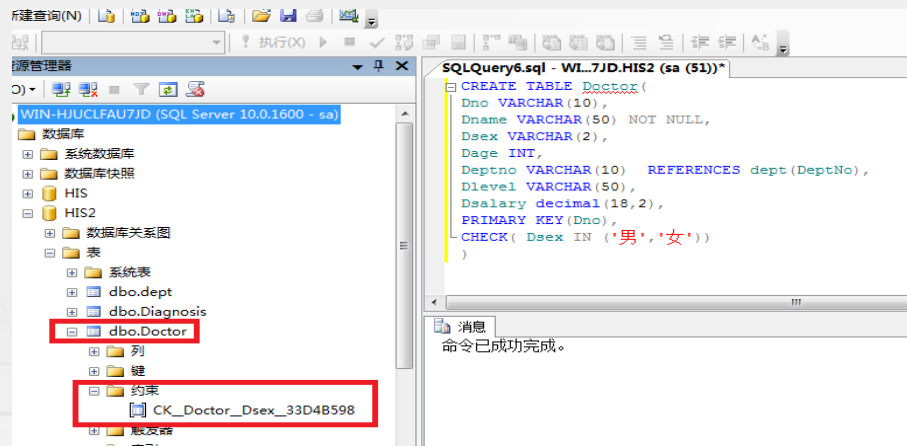 新建查询(N)
执行(X)
资源管理器
SQLQuery6.sql - WI...7JD.HIS2 (sa (51))*
WIN-HJUCLFAU7JD (SQL Server 10.0.1600 - sa)
数据库
系统数据库
数据库快照
HIS
HIS2
数据库关系图
表
系统表
dbo.dept
dbo.Diagnosis
dbo.Doctor
列
键
约束
CK__Doctor__Dsex__33D4B598
触发器
CREATE TABLE Doctor(
Dno VARCHAR(10),
Dname VARCHAR(50) NOT NULL,
Dsex VARCHAR(2),
Dage INT,
Deptno VARCHAR(10) REFERENCES dept(DeptNo),
Dlevel VARCHAR(50),
Dsalary decimal(18,2),
PRIMARY KEY(Dno),
CHECK( Dsex IN ('男','女'))
)
消息
命令已成功完成。